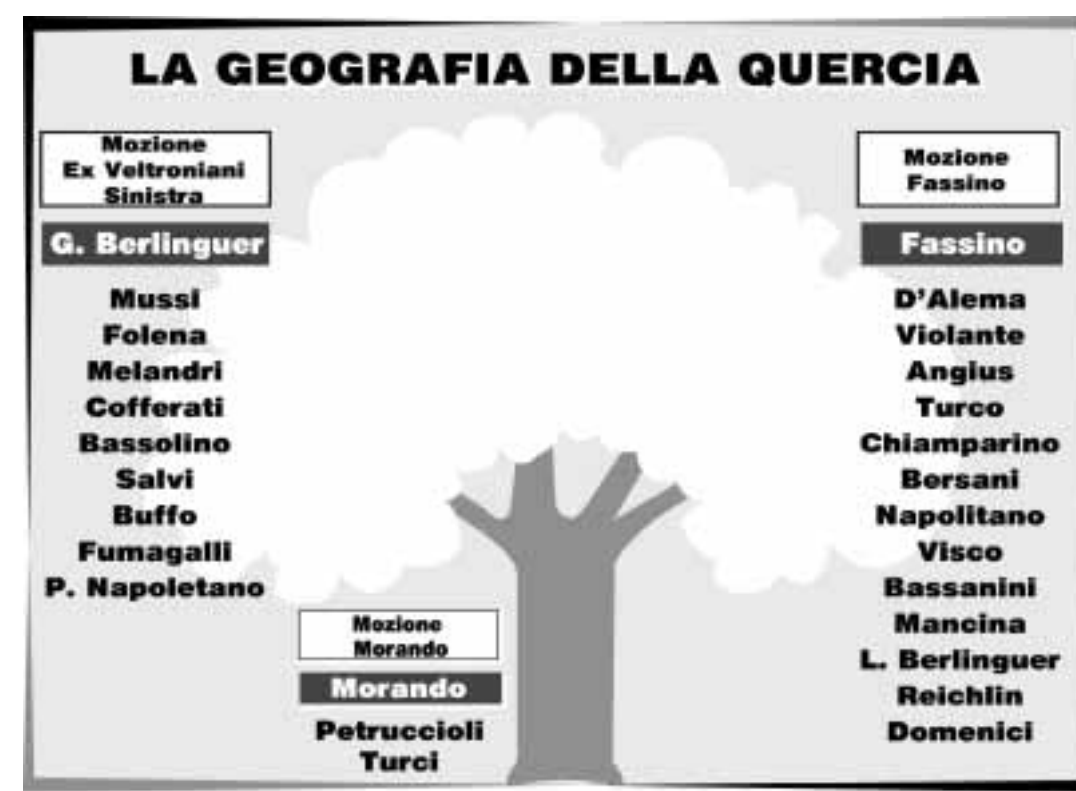 LA GEOGRAFIA DELLA QUERCIA
Mozione
Ex Veltroniani
Sinistra
G. Berlinguer
Mussi
Folena
Melandri
Cofferati
Bassolino
Salvi
Buffo
Fumagalli
P. Napoletano
Mozione
Morando
Morando
Petruccioli
Turci
Mozione
Fassino
Fassino
D'Alema
Violante
Angius
Turco
Chiamparino
Bersani
Napolitano
Visco
Bassanini
Mancina
L. Berlinguer
Reichlin
Domenici